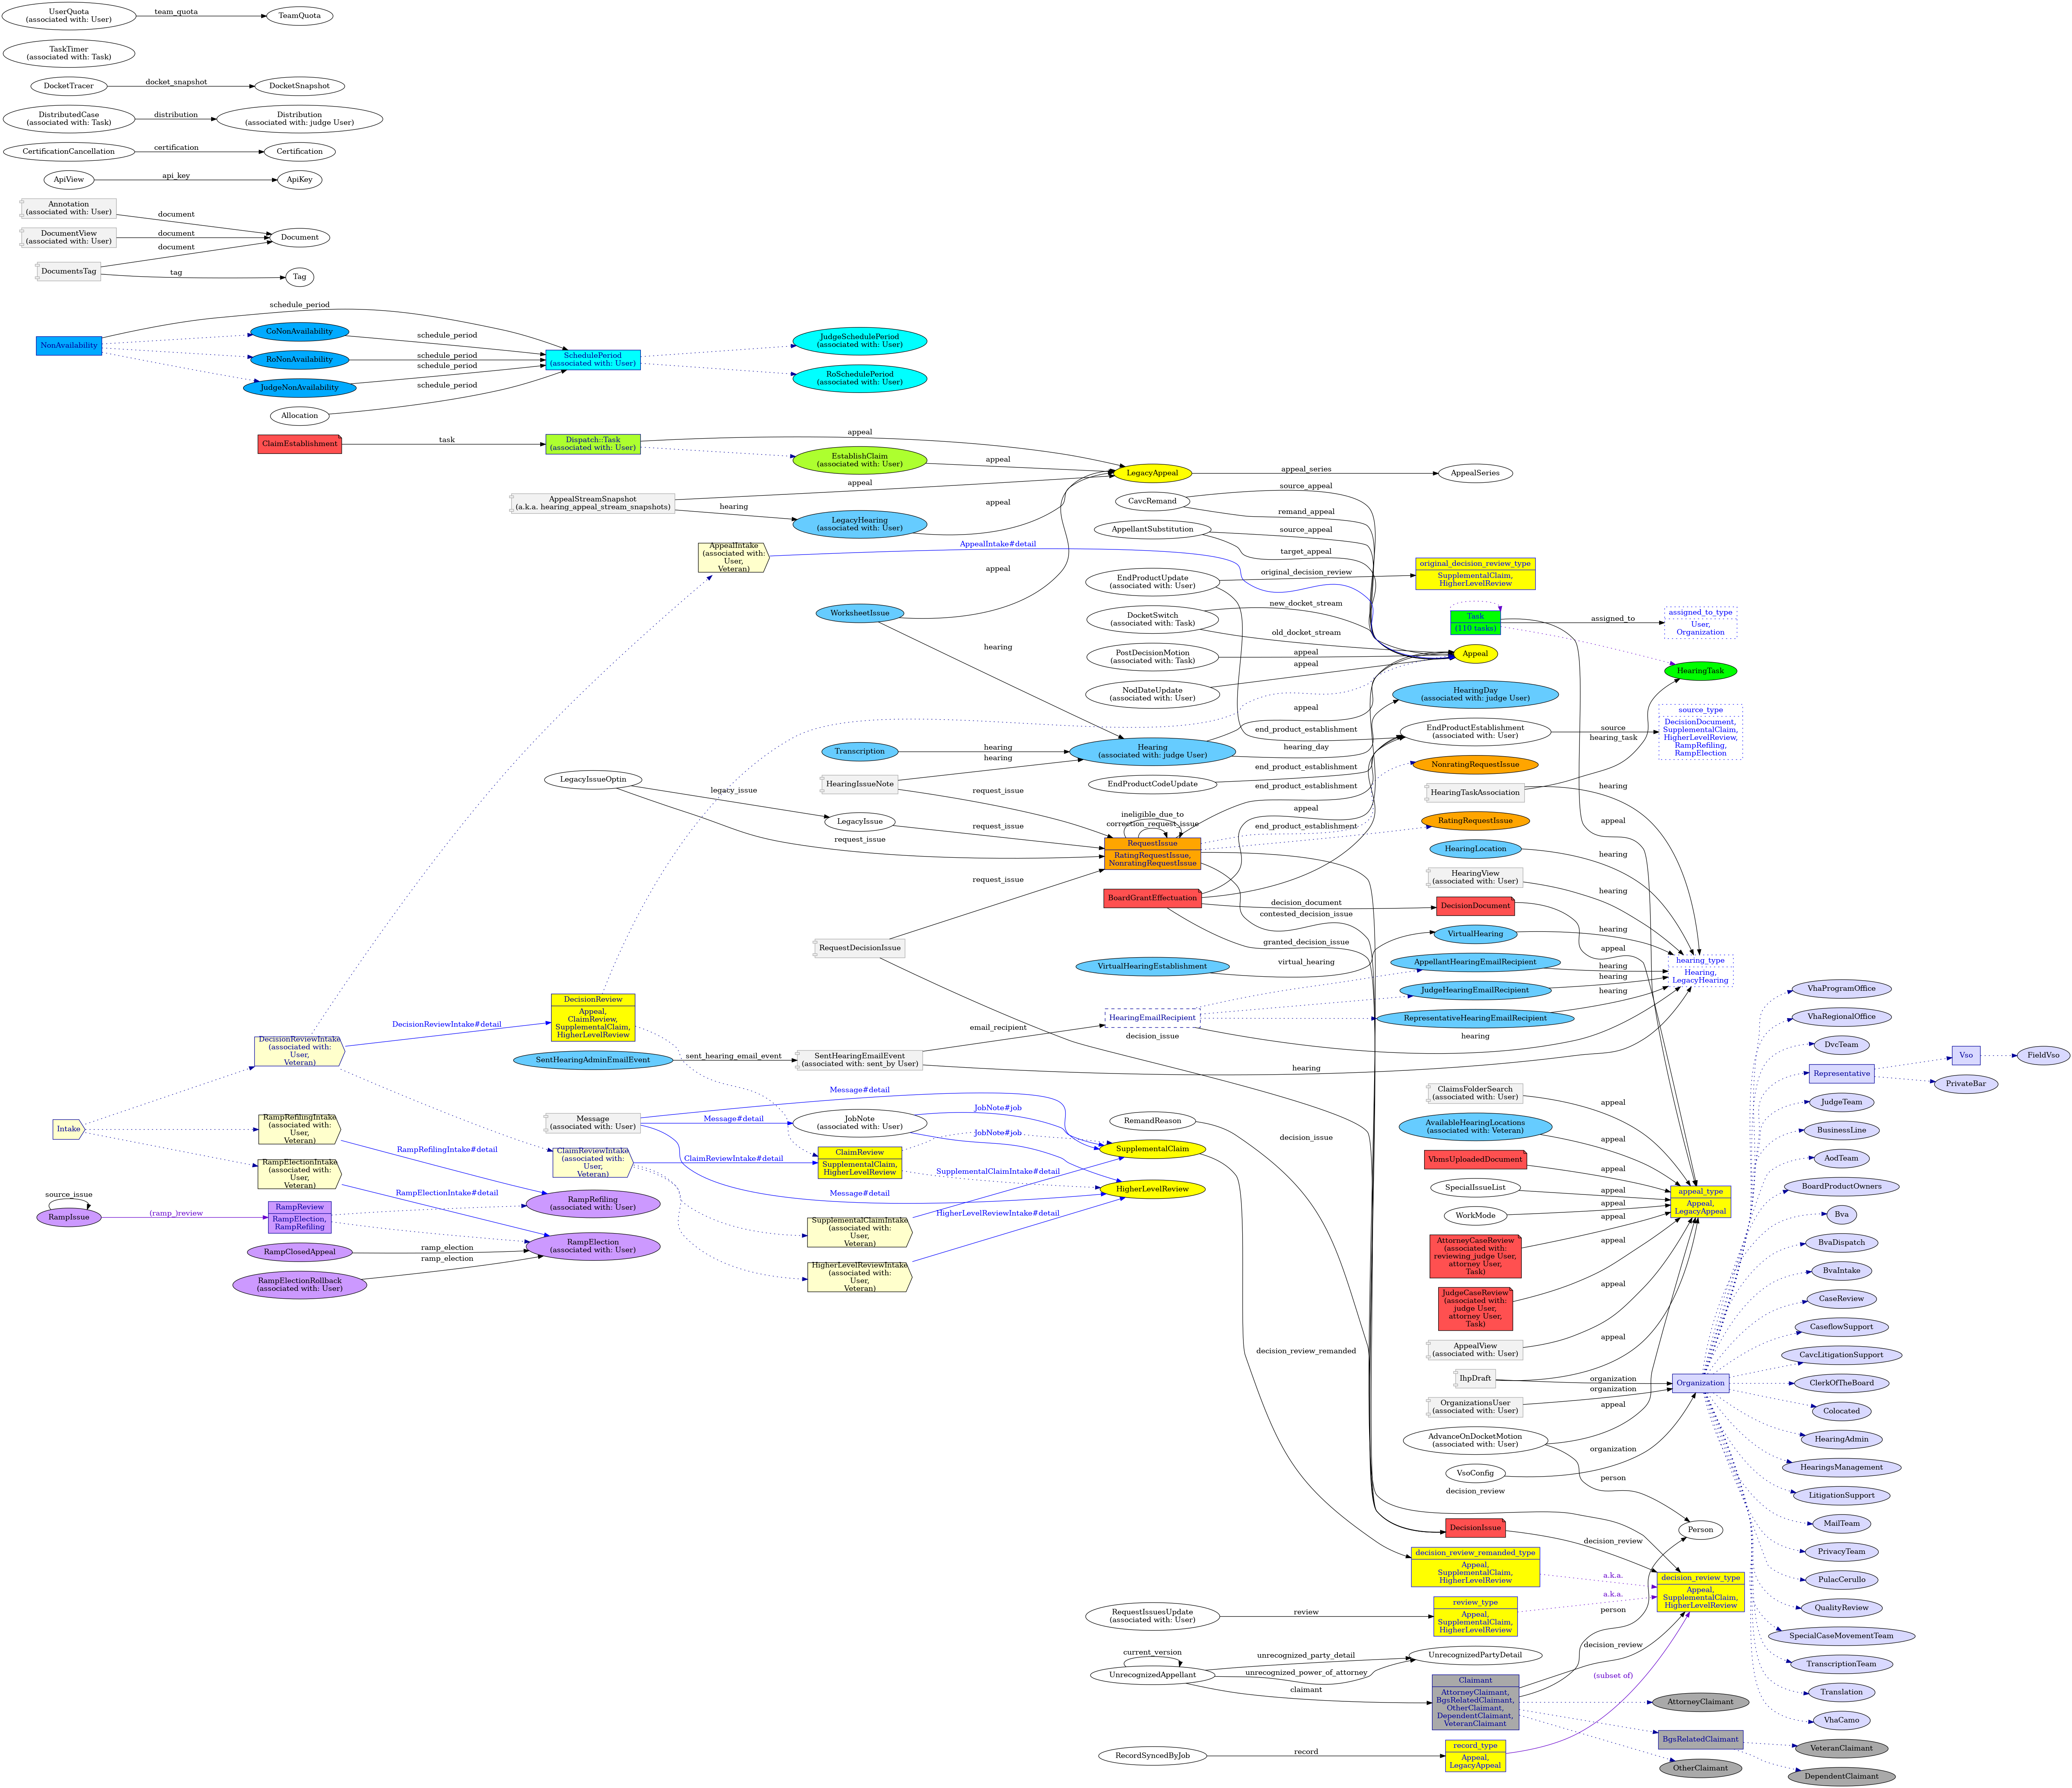 UserQuota
(associated with: User)
team_quota
TeamQuota
TaskTimer
(associated with: Task)
DocketTracer
docket_snapshot
DocketSnapshot
DistributedCase
(associated with: Task)
distribution
Distribution
(associated with: judge User)
CertificationCancellation
certification
Certification
ApiView
api_key
ApiKey
Annotation
(associated with: User)
document
DocumentView
(associated with: User)
document
Document
document
DocumentsTag
tag
Tag
schedule_period
NonAvailability
CoNonAvailability
schedule_period
RoNonAvailability
schedule_period
schedule_period
JudgeNonAvailability
schedule_period
Allocation
SchedulePeriod
(associated with: User)
JudgeSchedulePeriod
(associated with: User)
RoSchedulePeriod
(associated with: User)
ClaimEstablishment
task
Dispatch::Task
(associated with: User)
appeal
EstablishClaim
(associated with: User)
appeal
LegacyAppeal
appeal_series
AppealSeries
AppealStreamSnapshot
(a.k.a. hearing_appeal_stream_snapshots)
appeal
hearing
LegacyHearing
(associated with: User)
appeal
AppealIntake
(associated with:
User,
Veteran)
AppealIntake#detail
appeal
WorksheetIssue
hearing
CavcRemand
source_appeal
remand_appeal
AppellantSubstitution
source_appeal
target_appeal
EndProductUpdate
(associated with: User)
original_decision_review
original_decision_review_type
SupplementalClaim,
HigherLevelReview
DocketSwitch
(associated with: Task)
new_docket_stream
old_docket_stream
PostDecisionMotion
(associated with: Task)
appeal
appeal
NodDateUpdate
(associated with: User)
Task
(110 tasks)
assigned_to
assigned_to_type
User,
Organization
Appeal
HearingTask
appeal
HearingDay
(associated with: judge User)
end_product_establishment
EndProductEstablishment
(associated with: User)
source
hearing_task
source_type
DecisionDocument,
SupplementalClaim,
HigherLevelReview,
RampRefiling,
RampElection
Transcription
hearing
hearing
Hearing
(associated with: judge User)
hearing_day
end_product_establishment
EndProductCodeUpdate
end_product_establishment
NonratingRequestIssue
HearingIssueNote
request_issue
HearingTaskAssociation
hearing
LegacyIssueOptin
legacy_issue
LegacyIssue
request_issue
request_issue
ineligible_due_to
correction_request_issue
appeal
end_product_establishment
RatingRequestIssue
appeal
RequestIssue
RatingRequestIssue,
NonratingRequestIssue
HearingLocation
hearing
request_issue
HearingView
(associated with: User)
hearing
BoardGrantEffectuation
decision_document
DecisionDocument
contested_decision_issue
VirtualHearing
hearing
RequestDecisionIssue
granted_decision_issue
appeal
VirtualHearingEstablishment
virtual_hearing
AppellantHearingEmailRecipient
hearing
hearing
hearing_type
Hearing,
LegacyHearing
JudgeHearingEmailRecipient
hearing
DecisionReview
Appeal,
ClaimReview,
SupplementalClaim,
HigherLevelReview
HearingEmailRecipient
RepresentativeHearingEmailRecipient
DecisionReviewIntake#detail
email_recipient
decision_issue
hearing
DecisionReviewIntake
(associated with:
User,
Veteran)
SentHearingAdminEmailEvent
sent_hearing_email_event
SentHearingEmailEvent
(associated with: sent_by User)
hearing
Intake
RampRefilingIntake
(associated with:
User,
Veteran)
RampRefilingIntake#detail
Message
(associated with: User)
Message#detail
Message#detail
JobNote
(associated with: User)
JobNote#job
JobNote#job
RemandReason
decision_issue
ClaimsFolderSearch
(associated with: User)
appeal
AvailableHearingLocations
(associated with: Veteran)
appeal
RampElectionIntake
(associated with:
User,
Veteran)
RampElectionIntake#detail
ClaimReviewIntake
(associated with:
User,
Veteran)
ClaimReviewIntake#detail
ClaimReview
SupplementalClaim,
HigherLevelReview
SupplementalClaim
SupplementalClaimIntake#detail
Message#detail
HigherLevelReview
HigherLevelReviewIntake#detail
VbmsUploadedDocument
appeal
SpecialIssueList
appeal
WorkMode
appeal
appeal_type
Appeal,
LegacyAppeal
source_issue
RampIssue
(ramp_)review
RampReview
RampElection,
RampRefiling
RampRefiling
(associated with: User)
RampClosedAppeal
ramp_election
ramp_election
RampElection
(associated with: User)
RampElectionRollback
(associated with: User)
SupplementalClaimIntake
(associated with:
User,
Veteran)
HigherLevelReviewIntake
(associated with:
User,
Veteran)
AttorneyCaseReview
(associated with:
reviewing_judge User,
attorney User,
Task)
appeal
JudgeCaseReview
(associated with:
judge User,
attorney User,
Task)
appeal
decision_review_remanded
AppealView
(associated with: User)
appeal
IhpDraft
organization
organization
Organization
OrganizationsUser
(associated with: User)
appeal
AdvanceOnDocketMotion
(associated with: User)
organization
VsoConfig
person
decision_review
DecisionIssue
decision_review
Person
decision_review_remanded_type
Appeal,
SupplementalClaim,
HigherLevelReview
a.k.a.
a.k.a.
decision_review_type
Appeal,
SupplementalClaim,
HigherLevelReview
RequestIssuesUpdate
(associated with: User)
review
review_type
Appeal,
SupplementalClaim,
HigherLevelReview
person
current_version
UnrecognizedAppellant
unrecognized_party_detail
unrecognized_power_of_attorney
claimant
UnrecognizedPartyDetail
decision_review
(subset of)
Claimant
AttorneyClaimant,
BgsRelatedClaimant,
OtherClaimant,
DependentClaimant,
VeteranClaimant
AttorneyClaimant
BgsRelatedClaimant
VeteranClaimant
OtherClaimant
DependentClaimant
RecordSyncedByJob
record
record_type
Appeal,
LegacyAppeal
VhaProgramOffice
VhaRegionalOffice
DvcTeam
Representative
Vso
FieldVso
PrivateBar
JudgeTeam
BusinessLine
AodTeam
BoardProductOwners
Bva
BvaDispatch
BvaIntake
CaseReview
CaseflowSupport
CavcLitigationSupport
ClerkOfTheBoard
Colocated
HearingAdmin
HearingsManagement
LitigationSupport
MailTeam
PrivacyTeam
PulacCerullo
QualityReview
SpecialCaseMovementTeam
TranscriptionTeam
Translation
VhaCamo